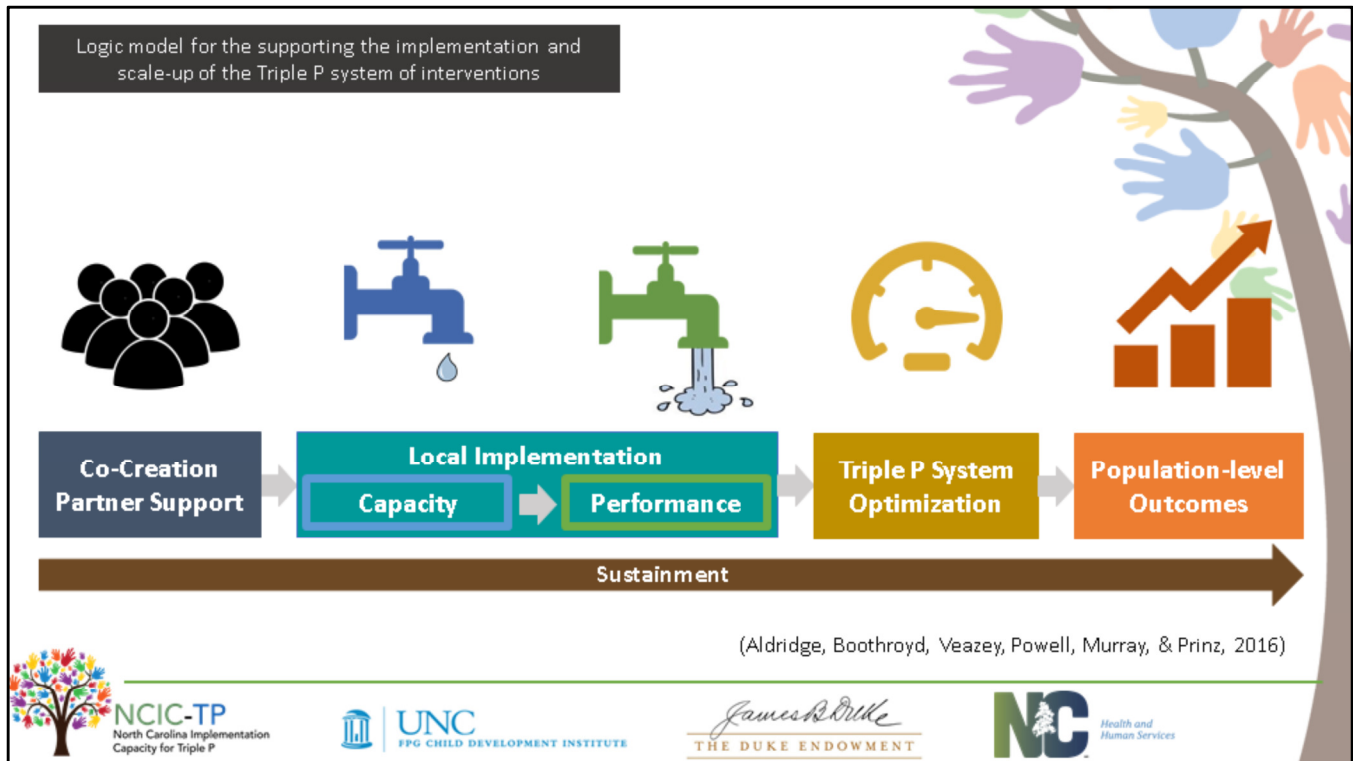 Logic model for the supporting the implementation and
scale-up of the Triple P system of interventions
Co-Creation
Partner Support
Local Implementation
Capacity
Performance
Triple P System
Optimization
Population-level
Outcomes
Sustainment
(Aldridge, Boothroyd, Veazey, Powell, Murray, & Prinz, 2016)
NCIC-TP
North Carolina Implementation
Capacity for Triple P
UNC
FPG CHILD DEVELOPMENT INSTITUTE
James B Duke
THE DUKE ENDOWMENT
NC
Health and
Human Services